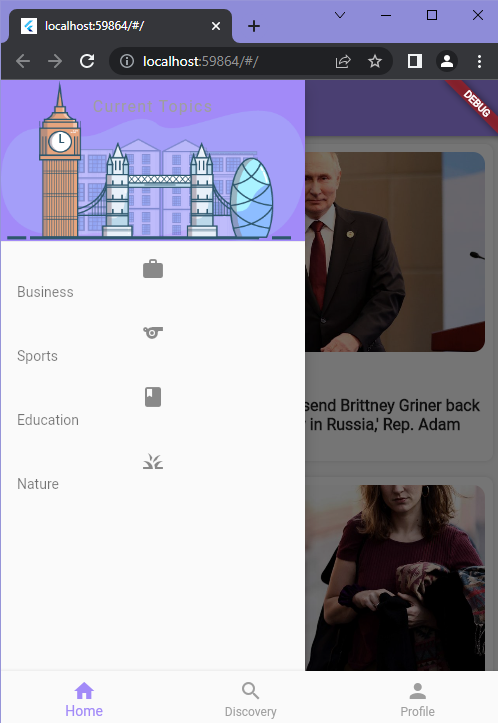 localhost:59864/#/
localhost:59864/#/
DEBUG
Current Topics
Business
Sports
Education
Nature
send Brittney Griner back
in Russia,' Rep. Adam
Home
Discovery
Profile